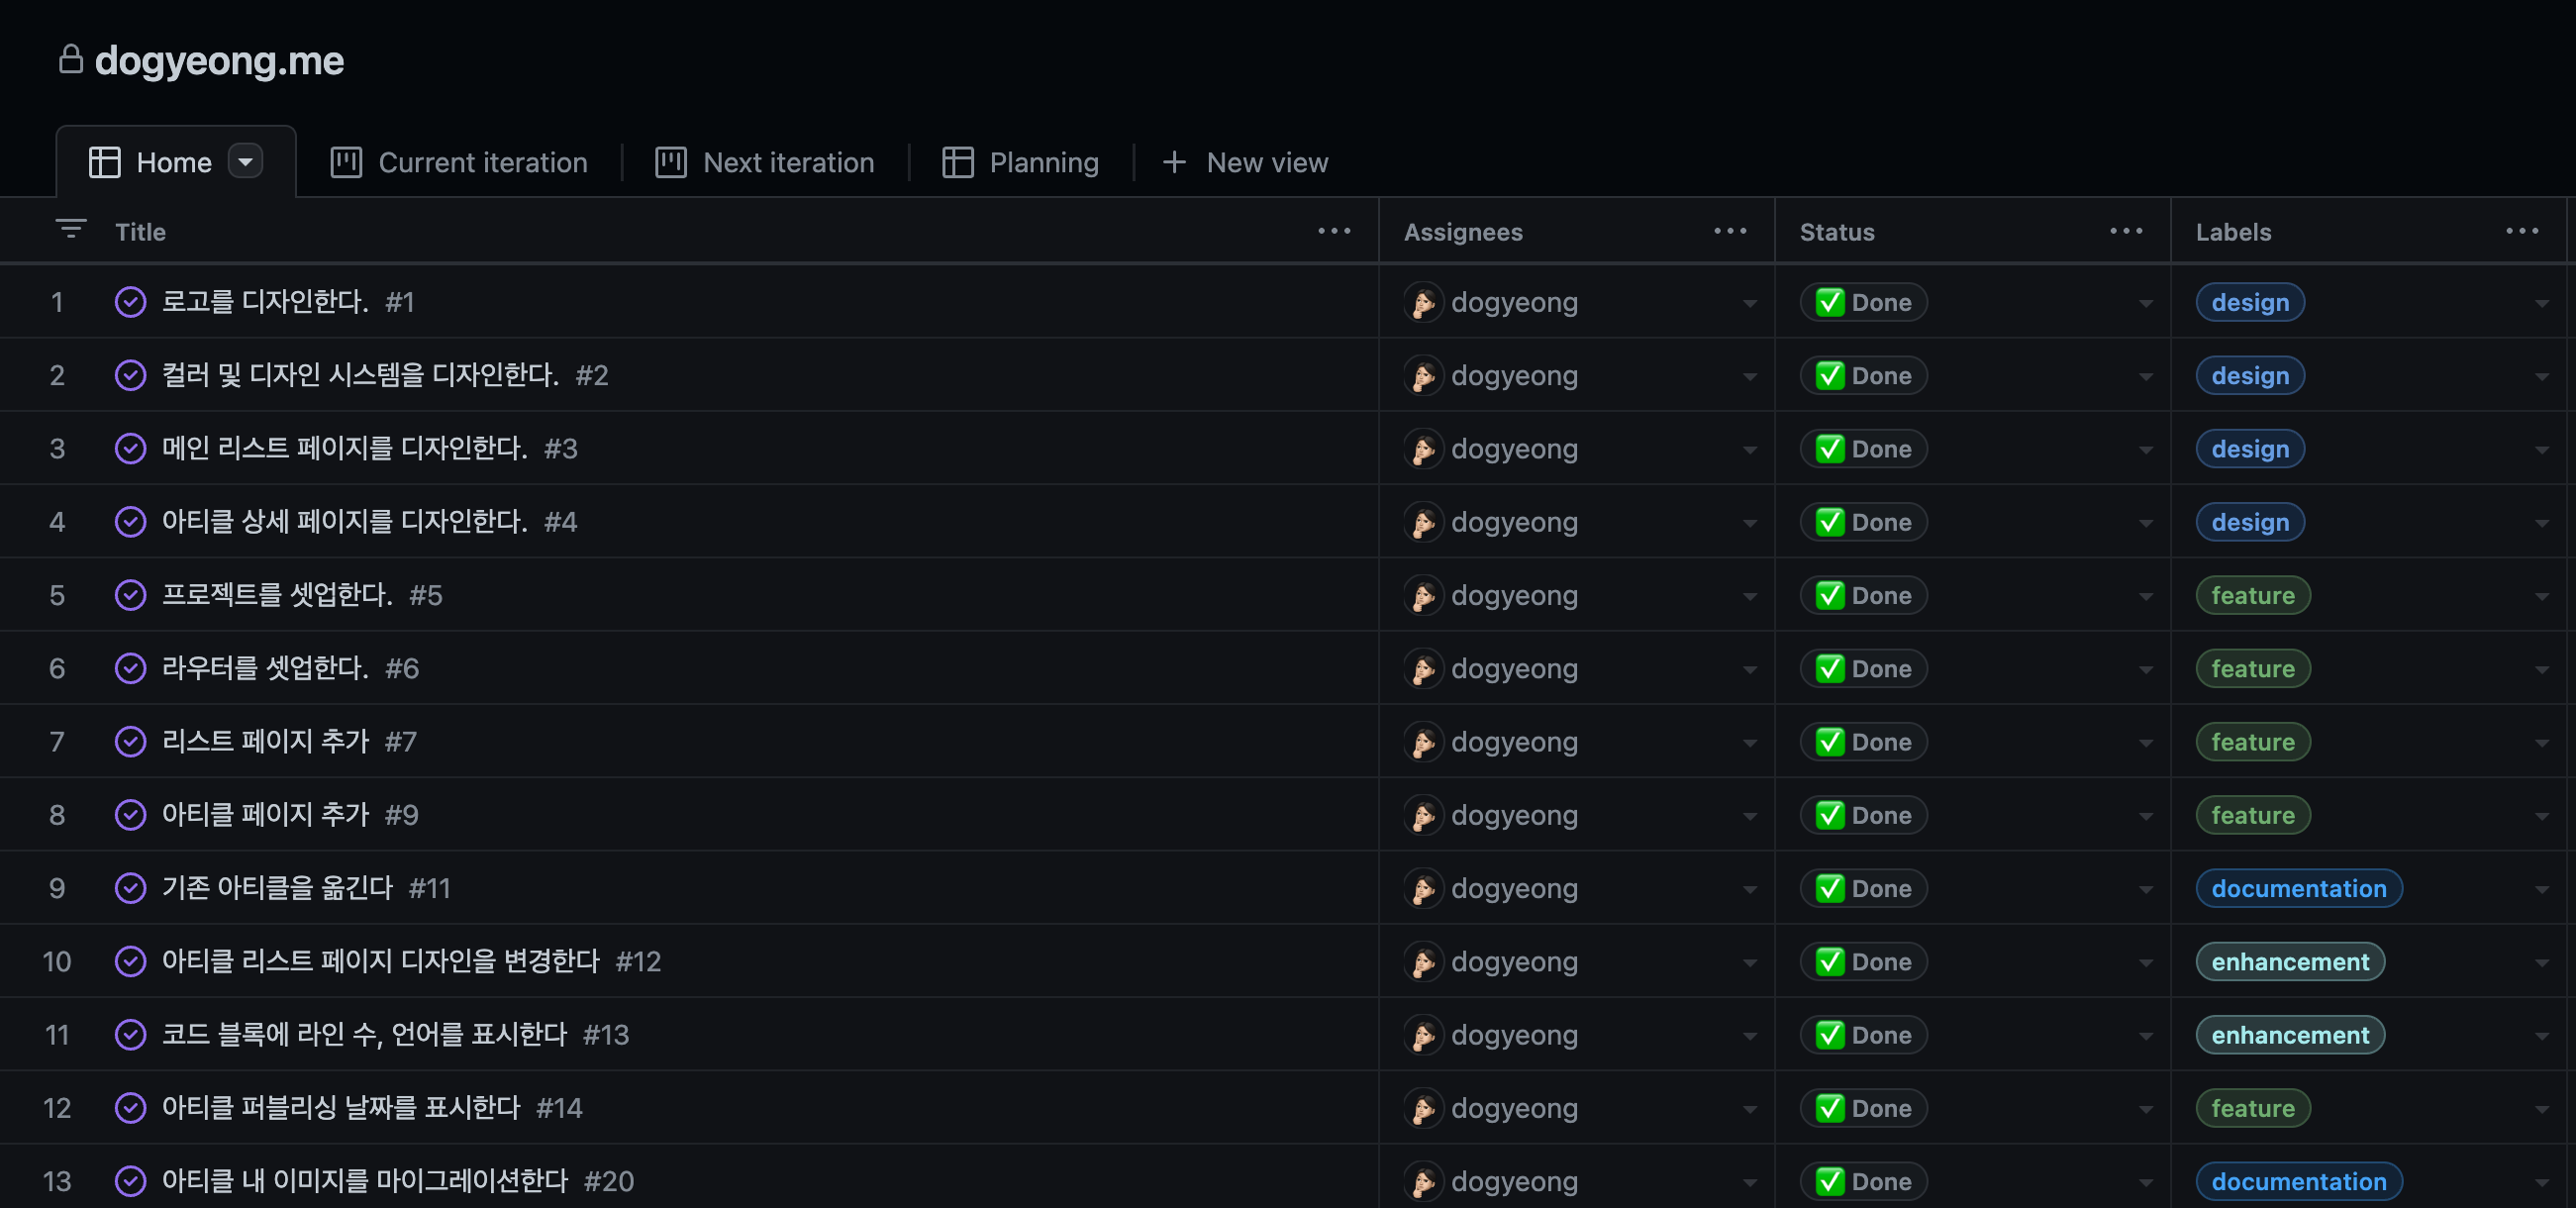 dogyeong.me
Home Current iteration Next iteration Planning + New view
Title Assignees Status Labels
1 로고를 디자인한다. #1 dogyeong ✅ Done design
2 컬러 및 디자인 시스템을 디자인한다. #2 dogyeong ✅ Done design
3 메인 리스트 페이지를 디자인한다. #3 dogyeong ✅ Done design
4 아티클 상세 페이지를 디자인한다. #4 dogyeong ✅ Done design
5 프로젝트를 셋업한다. #5 dogyeong ✅ Done feature
6 라우터를 셋업한다. #6 dogyeong ✅ Done feature
7 리스트 페이지 추가 #7 dogyeong ✅ Done feature
8 아티클 페이지 추가 #9 dogyeong ✅ Done feature
9 기존 아티클을 옮긴다 #11 dogyeong ✅ Done documentation
10 아티클 리스트 페이지 디자인을 변경한다 #12 dogyeong ✅ Done enhancement
11 코드 블록에 라인 수, 언어를 표시한다 #13 dogyeong ✅ Done enhancement
12 아티클 퍼블리싱 날짜를 표시한다 #14 dogyeong ✅ Done feature
13 아티클 내 이미지를 마이그레이션한다 #20 dogyeong ✅ Done documentation